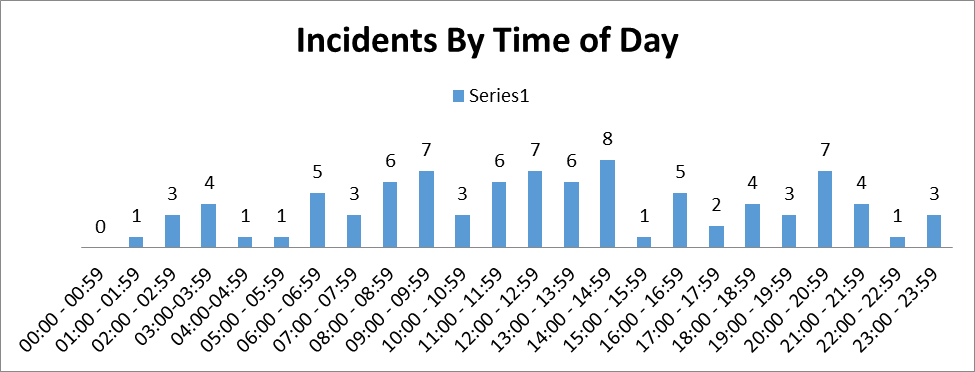 Incidents By Time of Day
Series1
0
1
3
4
1
1
5
3
6
7
3
6
7
6
8
1
5
2
4
3
7
4
1
3
00:00 - 00:59
01:00 - 01:59
02:00 - 02:59
03:00-03:59
04:00-04:59
05:00 - 05:59
06:00 - 06:59
07:00 - 07:59
08:00 - 08:59
09:00 - 09:59
10:00 - 10:59
11:00 - 11:59
12:00 - 12:59
13:00 - 13:59
14:00 - 14:59
15:00 - 15:59
16:00 - 16:59
17:00 - 17:59
18:00 - 18:59
19:00 - 19:59
20:00 - 20:59
21:00 - 21:59
22:00 - 22:59
23:00 - 23:59